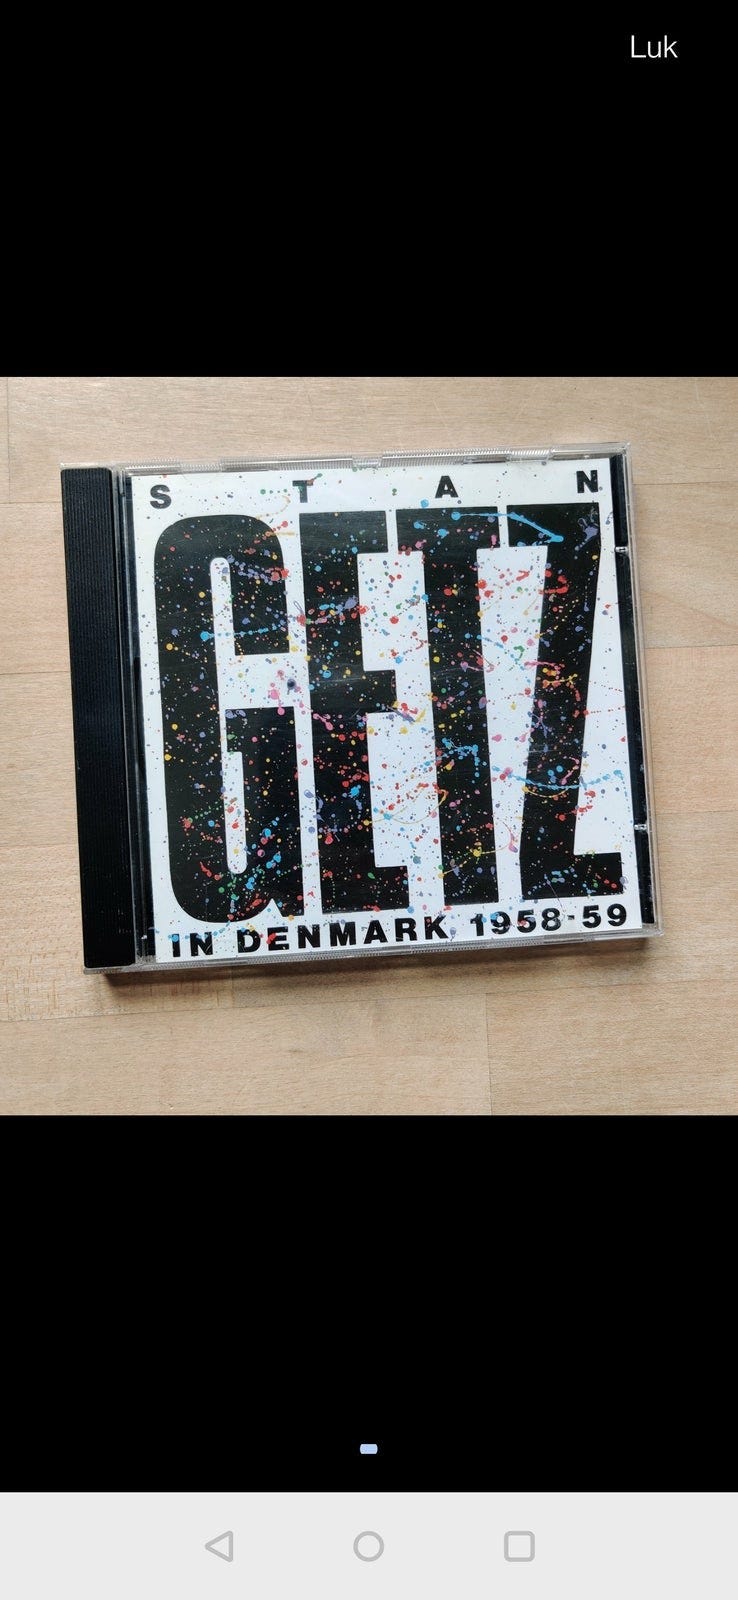 Luk
S T A N
GETZ
IN DENMARK 1958-59